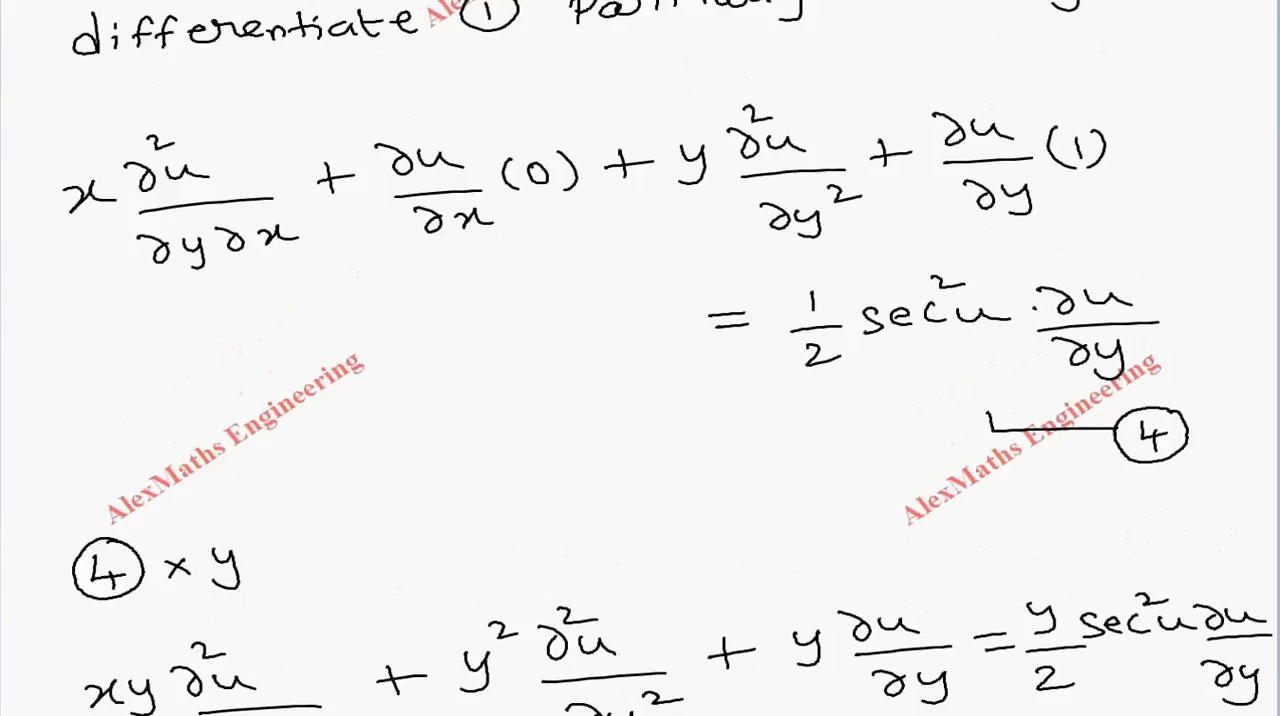 differentiate ①
x ∂²u/∂y∂x + ∂u/∂x (0) + y ∂²u/∂y² + ∂u/∂y (1)
= 1/2 sec²u . ∂u/∂y
④
AlexMaths Engineering
AlexMaths Engineering
④ × y
xy ∂²u + y² ∂²u/∂y² + y ∂u/∂y = y/2 sec²u ∂u/∂y